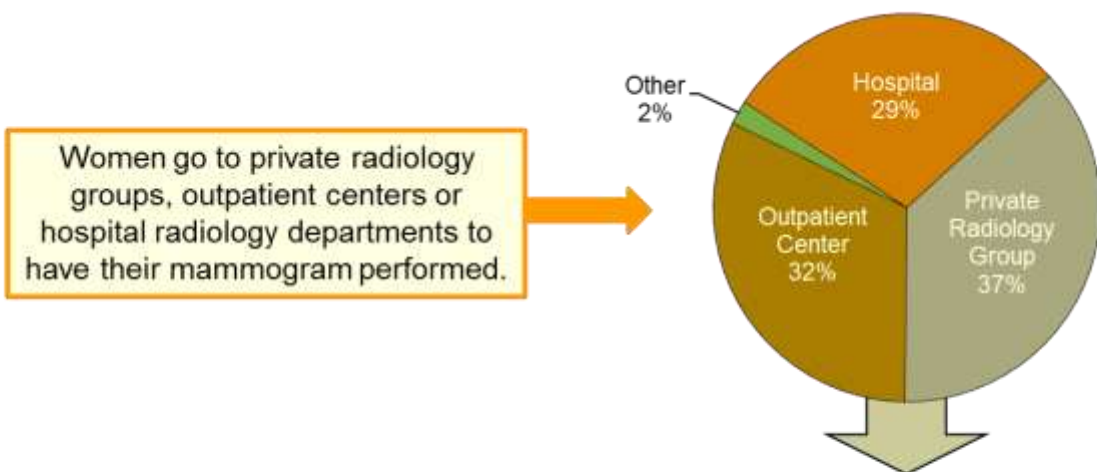 Women go to private radiology
groups, outpatient centers or
hospital radiology departments to
have their mammogram performed.
Other
2%
Hospital
29%
Outpatient
Center
32%
Private
Radiology
Group
37%